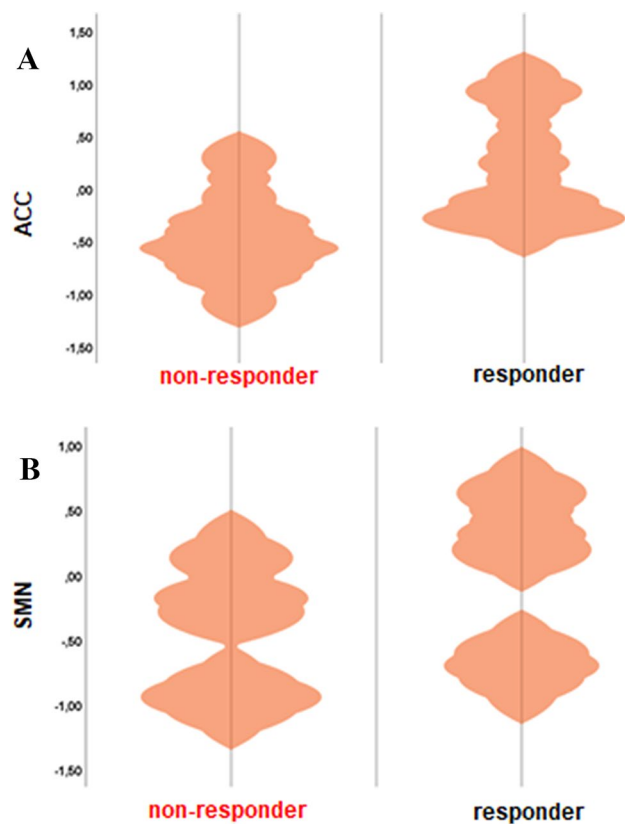 A
ACC
1,50
1,00
,50
,00
-,50
-1,00
-1,50
non-responder
responder
B
SMN
1,00
,50
,00
-,50
-1,00
-1,50
non-responder
responder